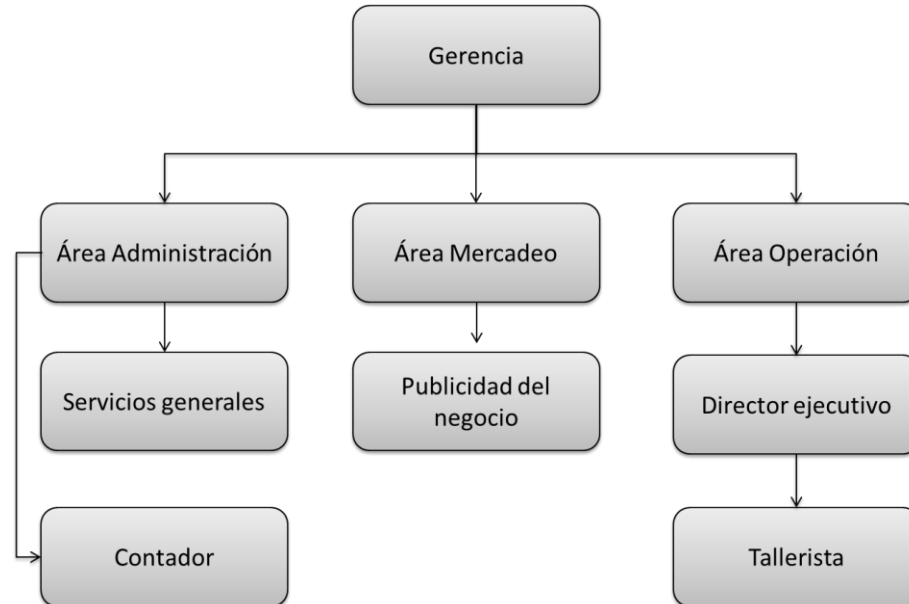 Gerencia
Área Administración
Área Mercadeo
Área Operación
Servicios generales
Publicidad del
negocio
Director ejecutivo
Contador
Tallerista